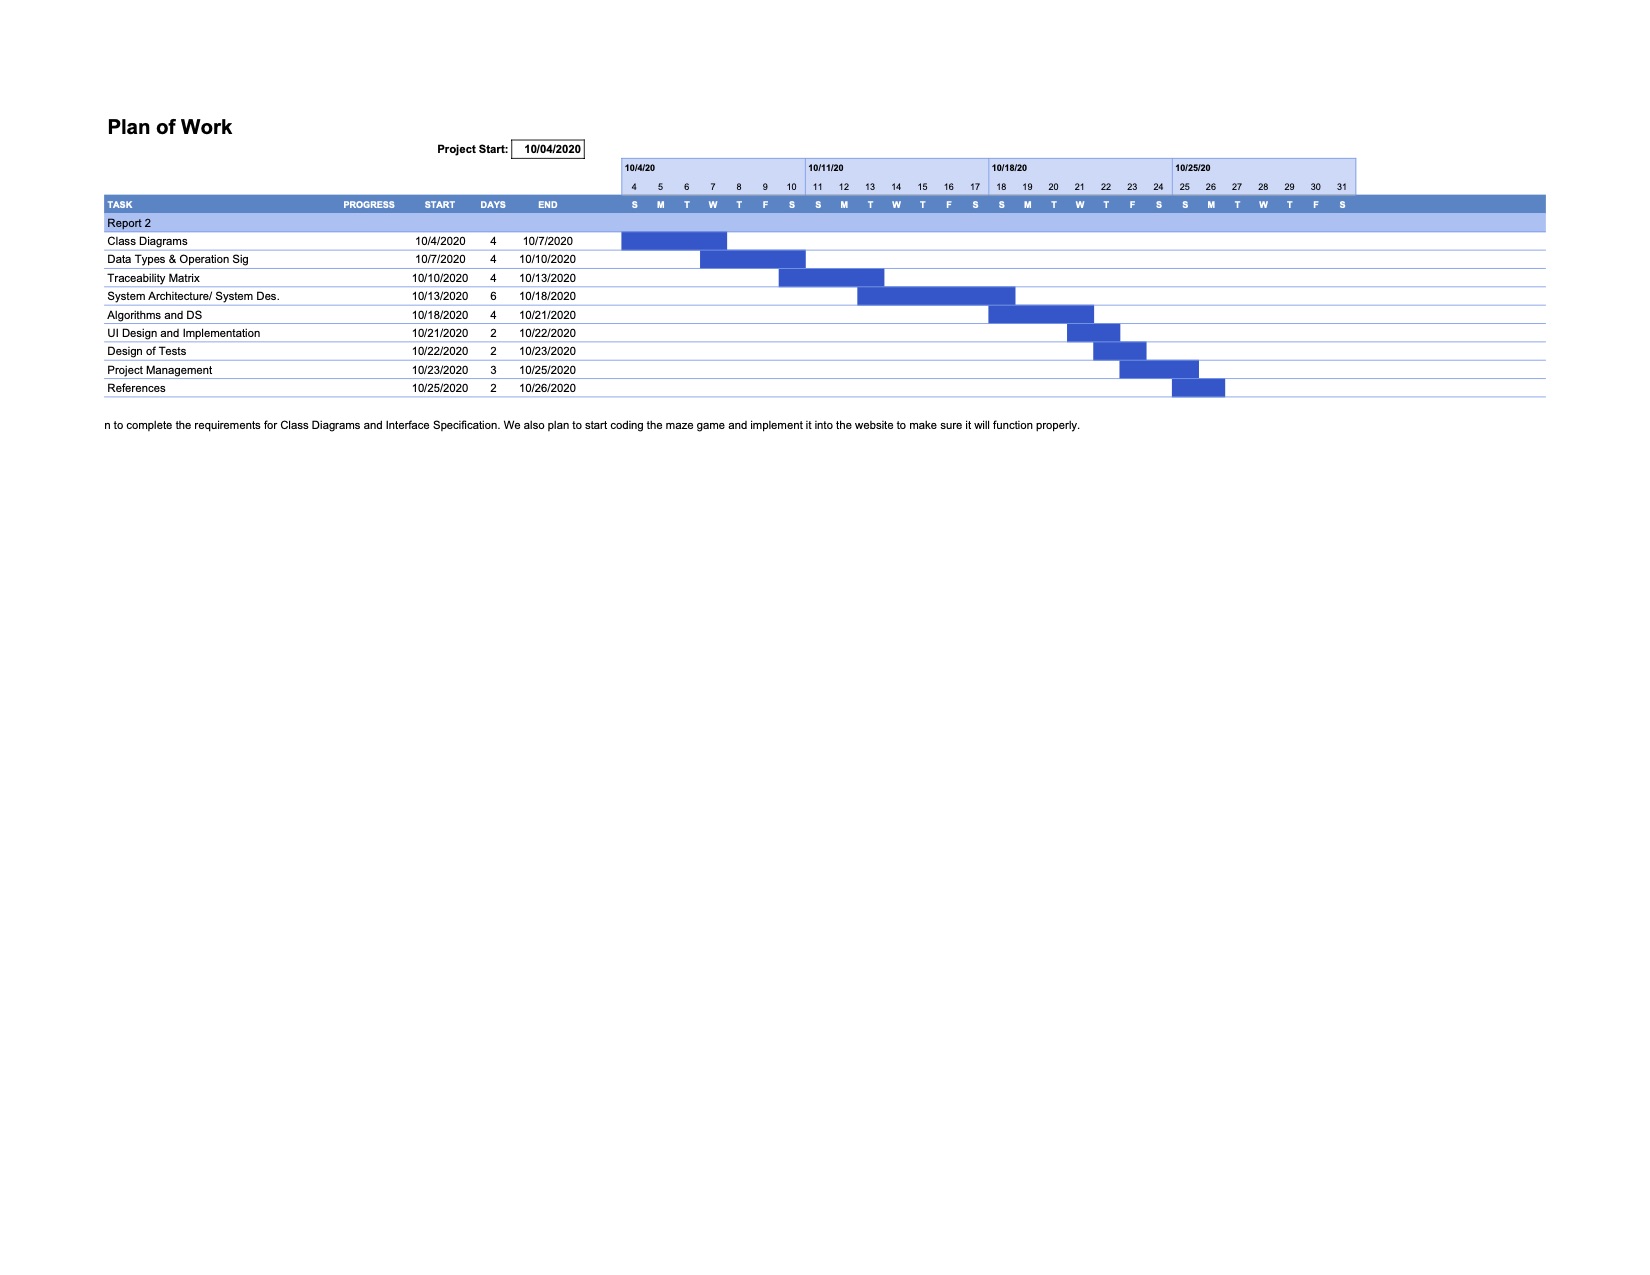 Plan of Work
Project Start: 10/04/2020
10/4/20 10/11/20 10/18/20 10/25/20
4 5 6 7 8 9 10 11 12 13 14 15 16 17 18 19 20 21 22 23 24 25 26 27 28 29 30 31
TASK PROGRESS START DAYS END S M T W T F S S M T W T F S S M T W T F S S M T W T F S
Report 2
Class Diagrams 10/4/2020 4 10/7/2020
Data Types & Operation Sig 10/7/2020 4 10/10/2020
Traceability Matrix 10/10/2020 4 10/13/2020
System Architecture/ System Des. 10/13/2020 6 10/18/2020
Algorithms and DS 10/18/2020 4 10/21/2020
UI Design and Implementation 10/21/2020 2 10/22/2020
Design of Tests 10/22/2020 2 10/23/2020
Project Management 10/23/2020 3 10/25/2020
References 10/25/2020 2 10/26/2020
n to complete the requirements for Class Diagrams and Interface Specification. We also plan to start coding the maze game and implement it into the website to make sure it will function properly.